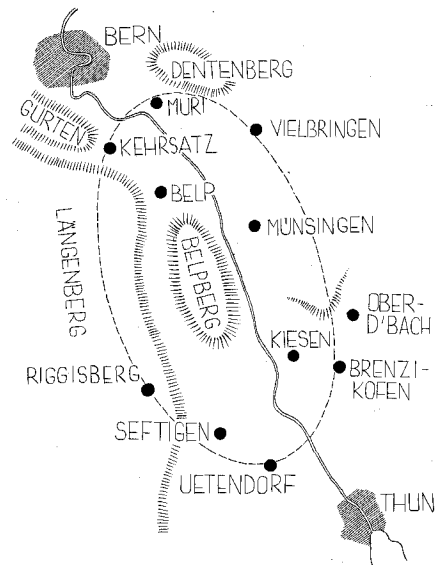 BERN
DENTENBERG
MURI
GURTEN
VIELBRINGEN
KEHRSATZ
BELP
MÜNSINGEN
LÄNGENBERG
BELPBERG
OBER-
D'BACH
KIESEN
BRENZI-
KOFEN
RIGGISBERG
SEFTIGEN
UETENDORF
THUN